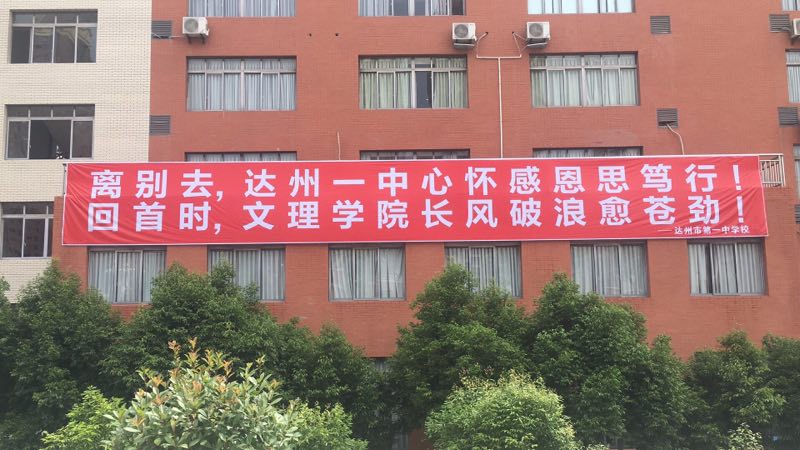 离别去，达州一中心怀感恩思笃行！
回首时，文理学院长风破浪愈苍劲！
——达州市第一中学校